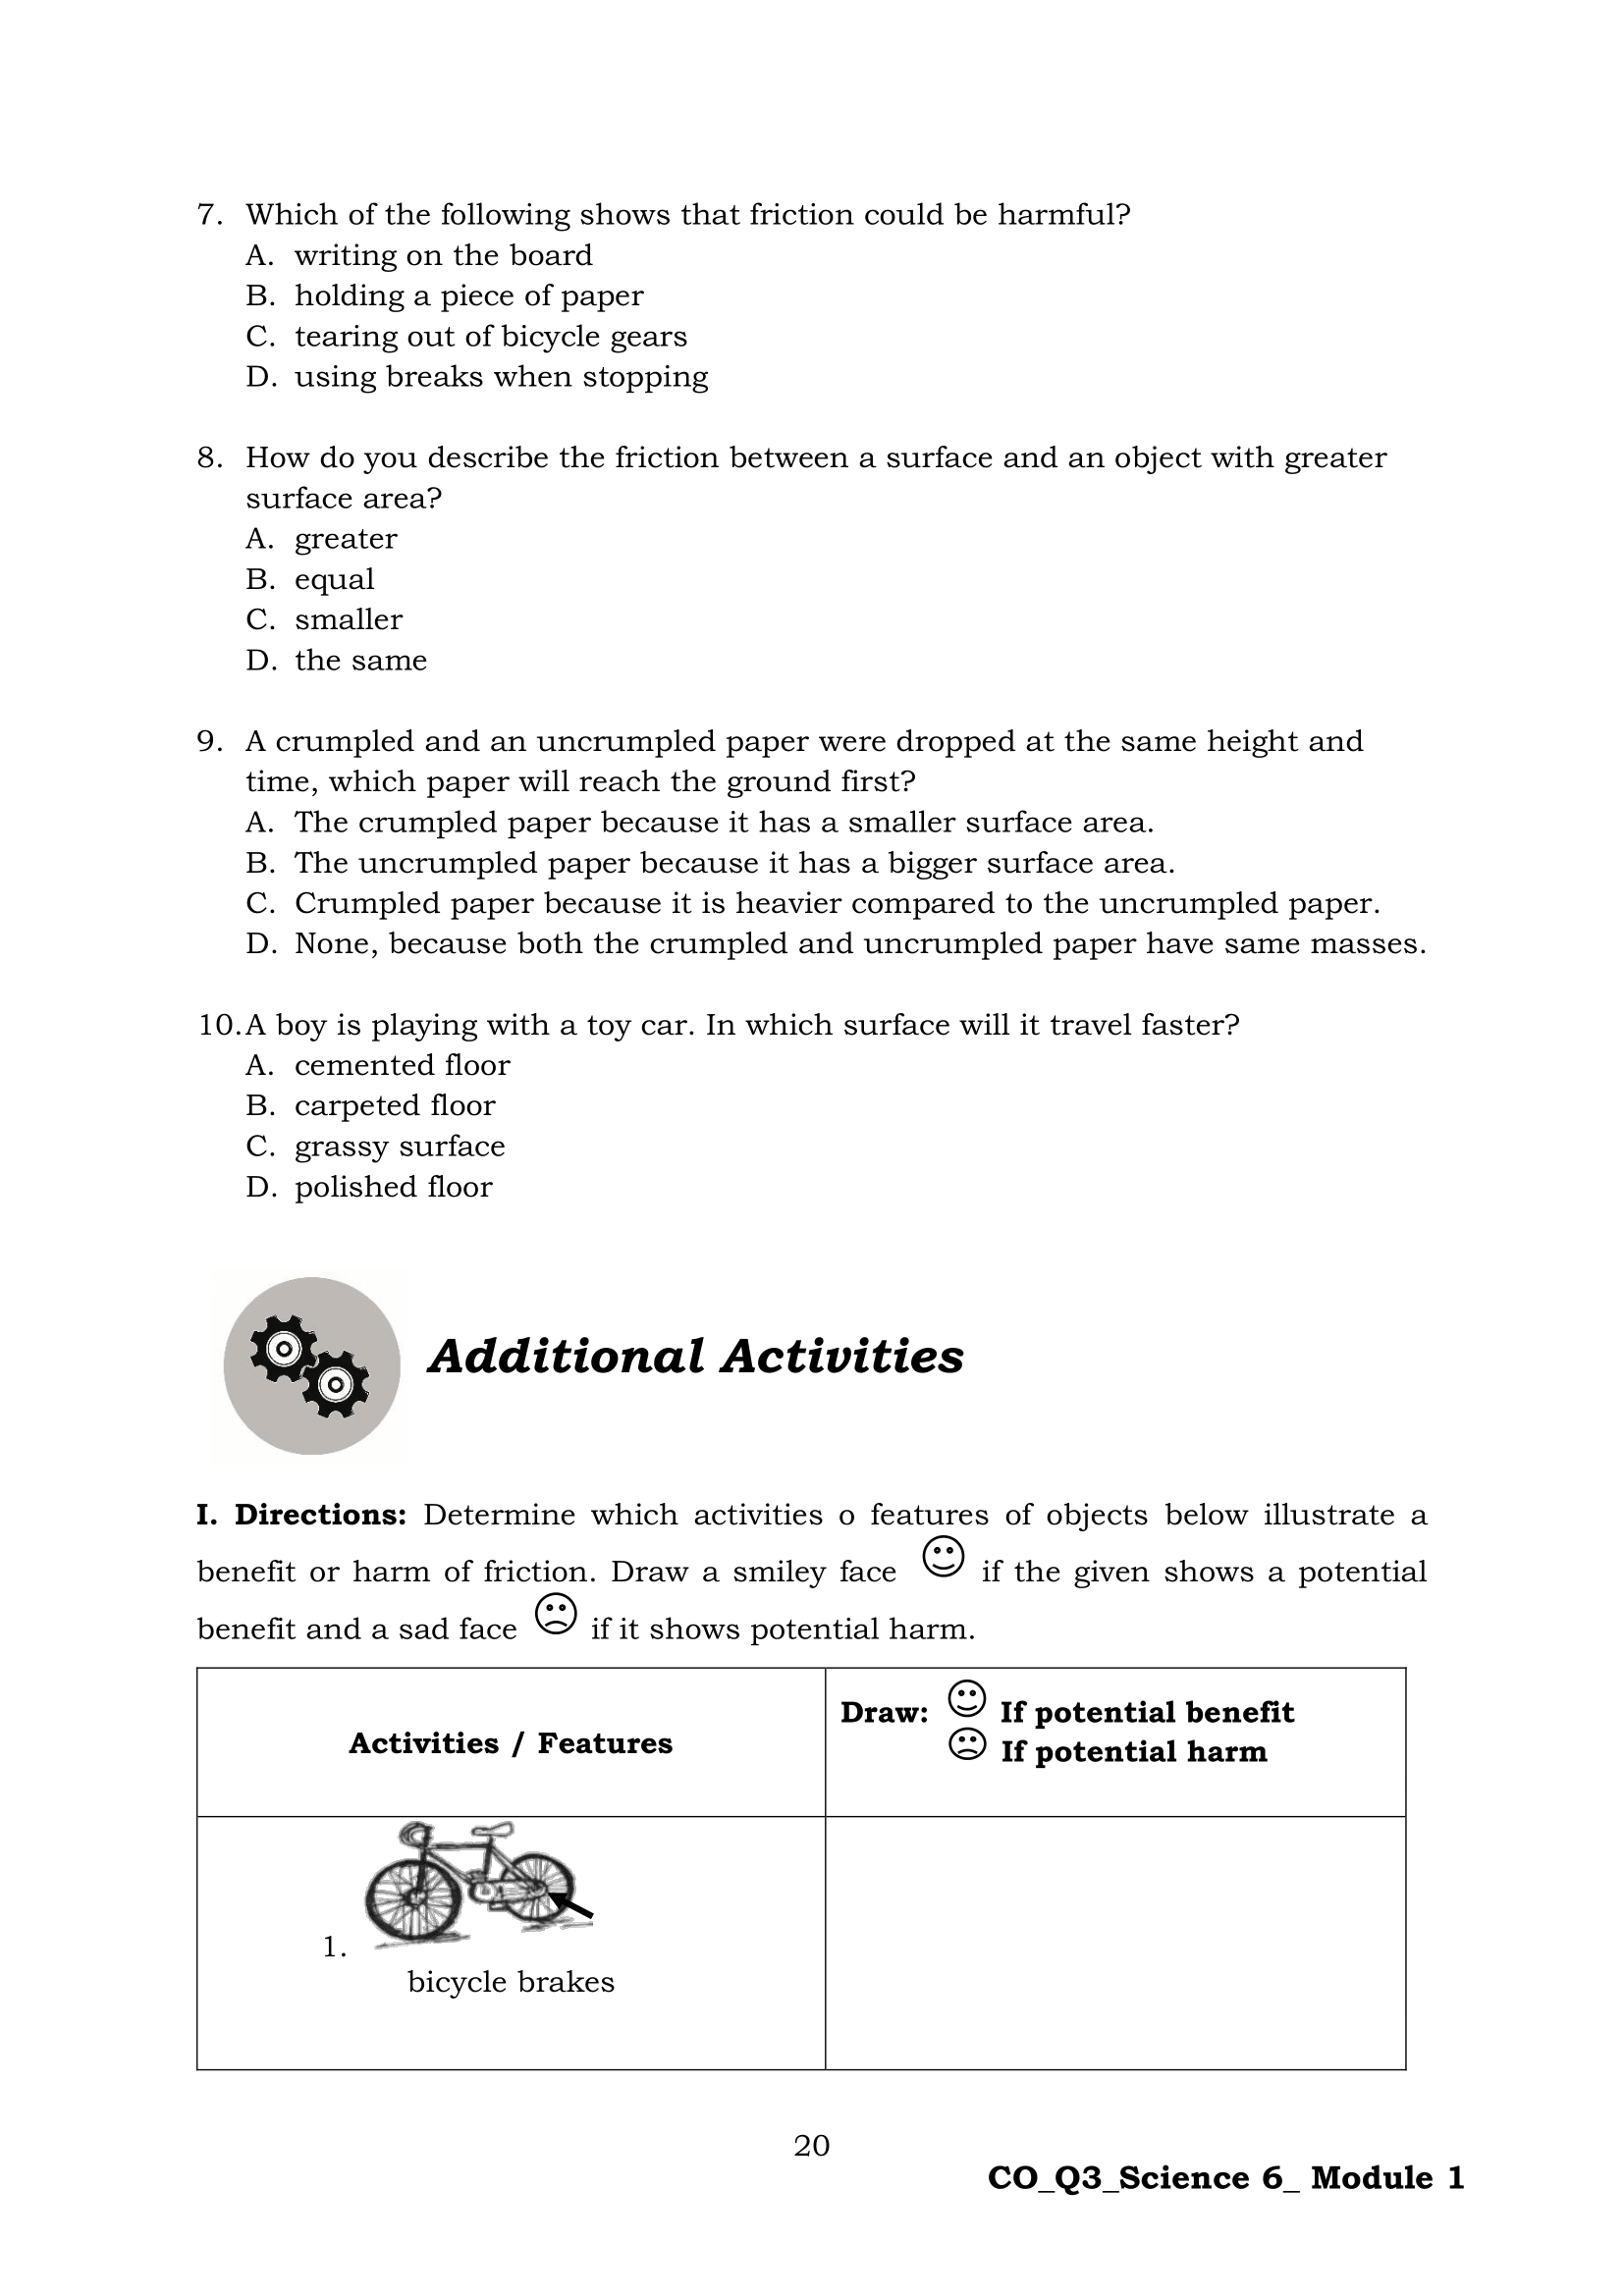 7. Which of the following shows that friction could be harmful?
A. writing on the board
B. holding a piece of paper
C. tearing out of bicycle gears
D. using breaks when stopping
8. How do you describe the friction between a surface and an object with greater
surface area?
A. greater
B. equal
C. smaller
D. the same
9. A crumpled and an uncrumpled paper were dropped at the same height and
time, which paper will reach the ground first?
A. The crumpled paper because it has a smaller surface area.
B. The uncrumpled paper because it has a bigger surface area.
C. Crumpled paper because it is heavier compared to the uncrumpled paper.
D. None, because both the crumpled and uncrumpled paper have same masses.
10. A boy is playing with a toy car. In which surface will it travel faster?
A. cemented floor
B. carpeted floor
C. grassy surface
D. polished floor
Additional Activities
I. Directions: Determine which activities o features of objects below illustrate a
benefit or harm of friction. Draw a smiley face if the given shows a potential
benefit and a sad face if it shows potential harm.
Activities / Features
Draw: If potential benefit
If potential harm
1.
bicycle brakes
20
CO_Q3_Science 6_ Module 1